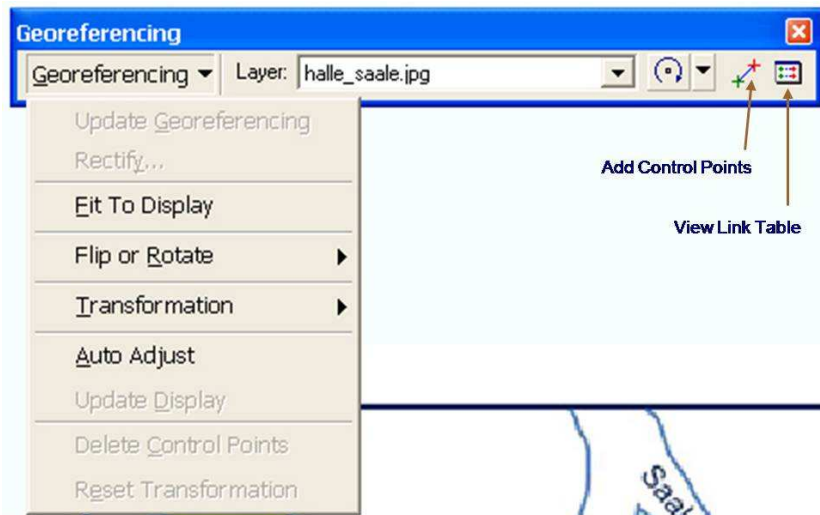 Georeferencing
Georeferencing Layer: halle_saale.jpg
Update Georeferencing
Rectify...
Add Control Points
Fit To Display
View Link Table
Flip or Rotate
Transformation
Auto Adjust
Update Display
Delete Control Points
Reset Transformation
Saal